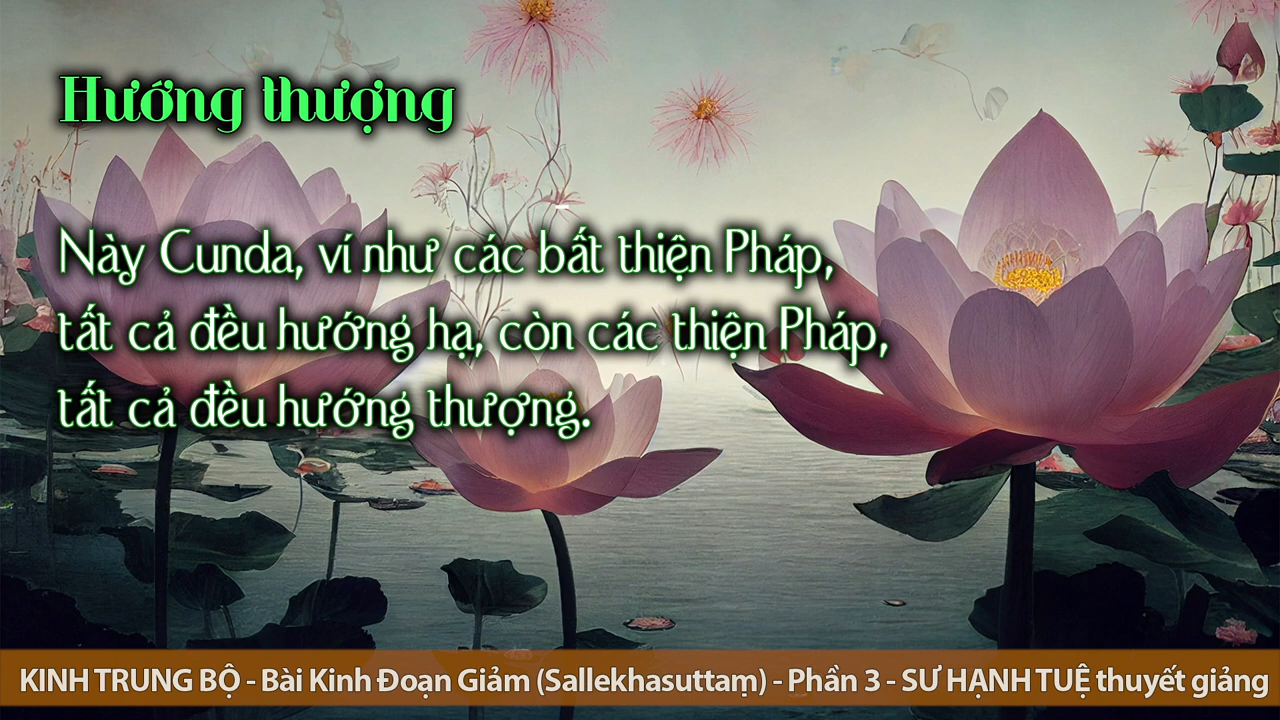 Hướng thượng
Này Cunda, ví như các bất thiện Pháp,
tất cả đều hướng hạ, còn các thiện Pháp,
tất cả đều hướng thượng.
KINH TRUNG BỘ - Bài Kinh Đoạn Giảm (Sallekhasuttaṃ) - Phần 3 - SƯ HẠNH TUỆ thuyết giảng